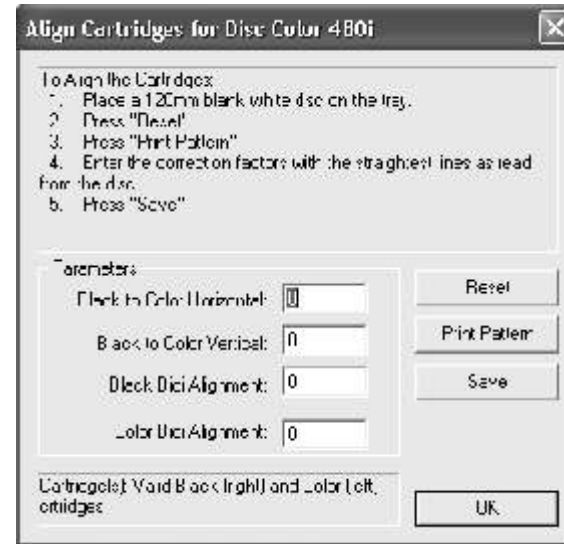 Align Cartridges for Disc Color 480i
To Align the Cartridges:
1. Place a 120mm blank white disc on the tray.
2. Press "Reset"
3. Press "Print Pattern"
4. Enter the correction factors with the straightest lines as read
from the disc
5. Press "Save"
Parameters
Black to Color Horizontal: 0
Reset
Black to Color Vertical: 0
Print Pattern
Black Bidi Alignment: 0
Save
Color Bidi Alignment: 0
Valid Black (right) and Color (left)
OK